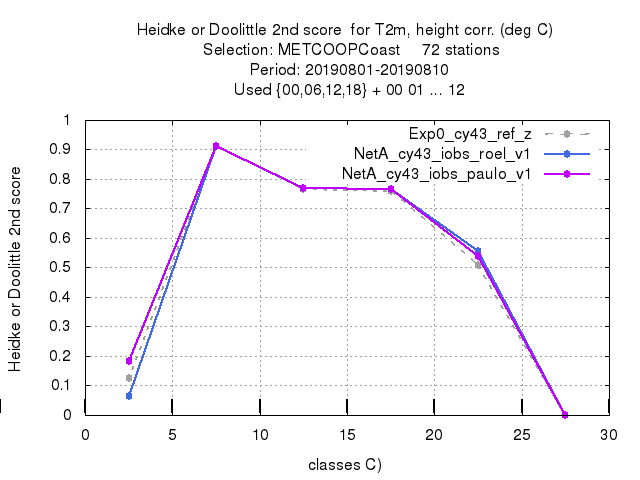 Heidke or Doolittle 2nd score  for T2m, height corr. (deg C)
Selection: METCOOPCoast     72 stations
Period: 20190801-20190810
Used {00,06,12,18} + 00 01 ... 12
Exp0_cy43_ref_z
NetA_cy43_iobs_roel_v1
NetA_cy43_iobs_paulo_v1
Heidke or Doolittle 2nd score
1
0.9
0.8
0.7
0.6
0.5
0.4
0.3
0.2
0.1
0
0 5 10 15 20 25 30
classes C)